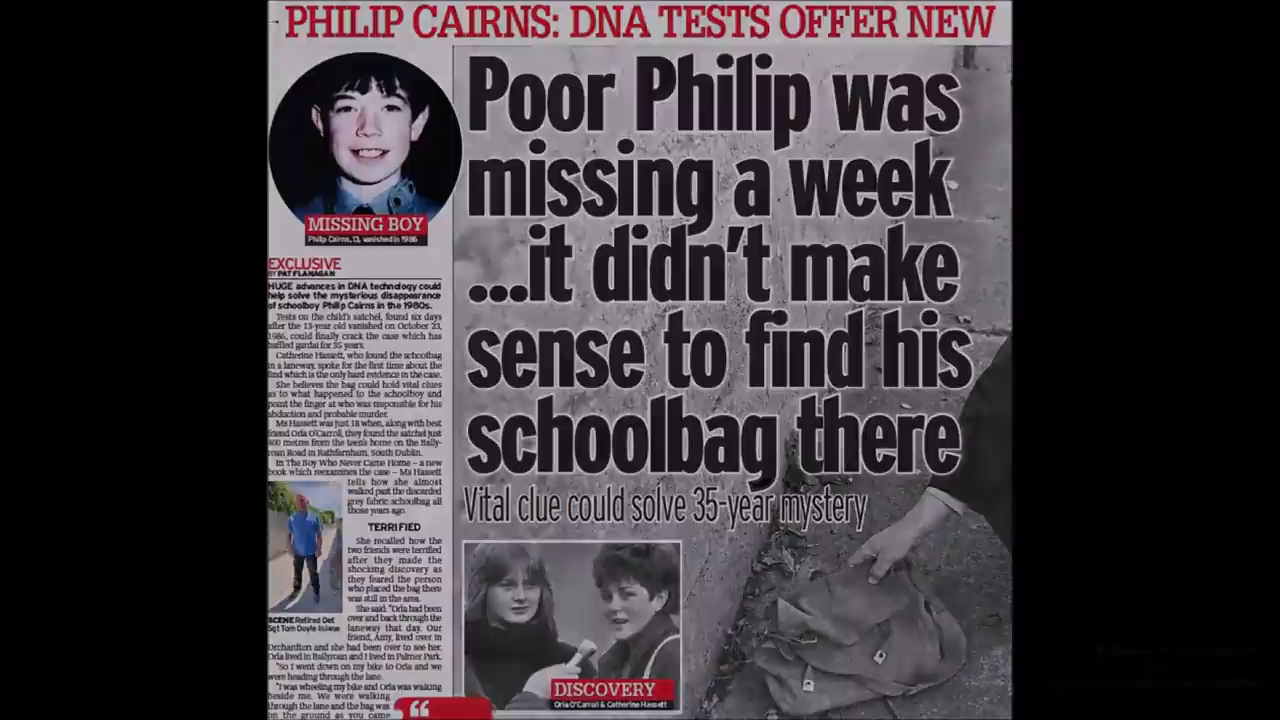 PHILIP CAIRNS: DNA TESTS OFFER NEW
MISSING BOY
Philip Cairns, 13, vanished in 1986
EXCLUSIVE
BY PAT FLANAGAN
HUGE advances in DNA technology could
help solve the mysterious disappearance
of schoolboy Philip Cairns in the 1980s.
Tests on the child's satchel, found six days
after the 13-year old vanished on October 23,
1986, could finally crack the case which has
baffled gardai for 35 years.
Catherine Hassett, who found the schoolbag
in a laneway, spoke for the first time about the
find which is the only hard evidence in the case.
She believes the bag could hold vital clues
as to what happened to the schoolboy and
point the finger at who was responsible for his
abduction and probable murder.
Ms Hassett was just 18 when, along with best
friend Orla O'Carroll, they found the satchel just
400 metres from the teen's home on the Bally-
roan Road in Rathfarnham, South Dublin.
In The Boy Who Never Came Home – a new
book which reexamines the case – Ms Hassett
tells how she almost
walked past the discarded
grey fabric schoolbag all
those years ago.
TERRIFIED
She recalled how the
two friends were terrified
after they made the
shocking discovery as
they feared the person
who placed the bag there
was still in the area.
She said: "Orla had been
over and back through the
laneway that day. Our
friend, Amy, lived over in
Orchardton and she had been over to see her.
Orla lived in Ballyroan and I lived in Palmer Park.
"So I went down on my bike to Orla and we
were heading through the lane.
"I was wheeling my bike and Orla was walking
beside me. We were walking
through the lane and the bag was
on the ground as you came
SCENE Retired Det
Sgt Tom Doyle in lane
Poor Philip was
missing a week
...it didn't make
sense to find his
schoolbag there
Vital clue could solve 35-year mystery
DISCOVERY
Orla O'Carroll & Catherine Hassett
“